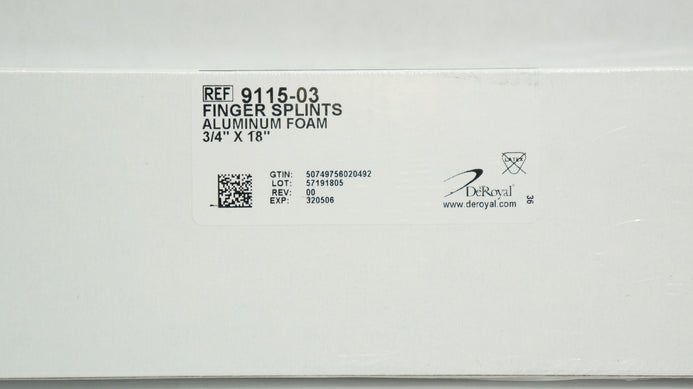 REF 9115-03
FINGER SPLINTS
ALUMINUM FOAM
3/4" X 18"
GTIN: 50749756020492
LOT: 57191805
REV: 00
EXP: 320506
LATEX
DeRoyal
www.deroyal.com
36